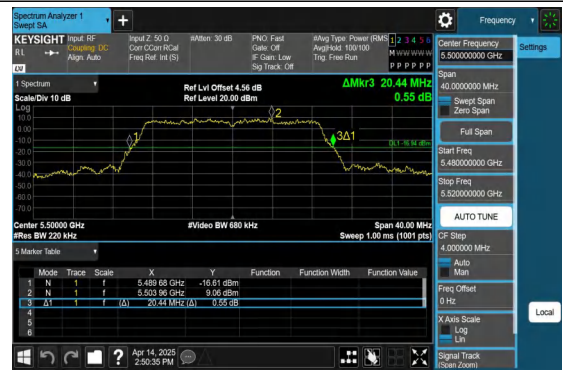 Spectrum Analyzer 1
Swept SA
Frequency
KEYSIGHT
Input: RF
Input Z: 50 Ω
#Atten: 30 dB
PNO: Fast
#Avg Type: Power (RMS
1 2 3 4 5 6
RL
Coupling: DC
Corr CCorr RCal
Gate: Off
Avg|Hold: 100/100
M W W W W W
Align: Auto
Freq Ref: Int (S)
IF Gain: Low
Trig: Free Run
Sig Track: Off
P P P P P P
LXI
Center Frequency
5.500000000 GHz
Settings
Span
40.0000000 MHz
Swept Span
Zero Span
Full Span
Start Freq
5.480000000 GHz
Stop Freq
5.520000000 GHz
AUTO TUNE
CF Step
4.000000 MHz
Auto
Man
Freq Offset
0 Hz
X Axis Scale
Log
Lin
Local
Signal Track
(Span Zoom)
1 Spectrum
Ref Lvl Offset 4.56 dB
ΔMkr3 20.44 MHz
Scale/Div 10 dB
Ref Level 20.00 dBm
0.55 dB
Log
10.0
0.00
-10.0
-20.0
-30.0
-40.0
-50.0
-60.0
-70.0
1
2
3Δ1
DL1 -16.94 dBm
Center 5.50000 GHz
#Video BW 680 kHz
Span 40.00 MHz
#Res BW 220 kHz
Sweep 1.00 ms (1001 pts)
5 Marker Table
Mode Trace Scale X Y Function Function Width Function Value
1 N 1 f 5.489 68 GHz -16.61 dBm
2 N 1 f 5.503 96 GHz 9.06 dBm
3 Δ1 1 f (Δ) 20.44 MHz (Δ) 0.55 dB
4
5
6
?
Apr 14, 2025
2:50:35 PM